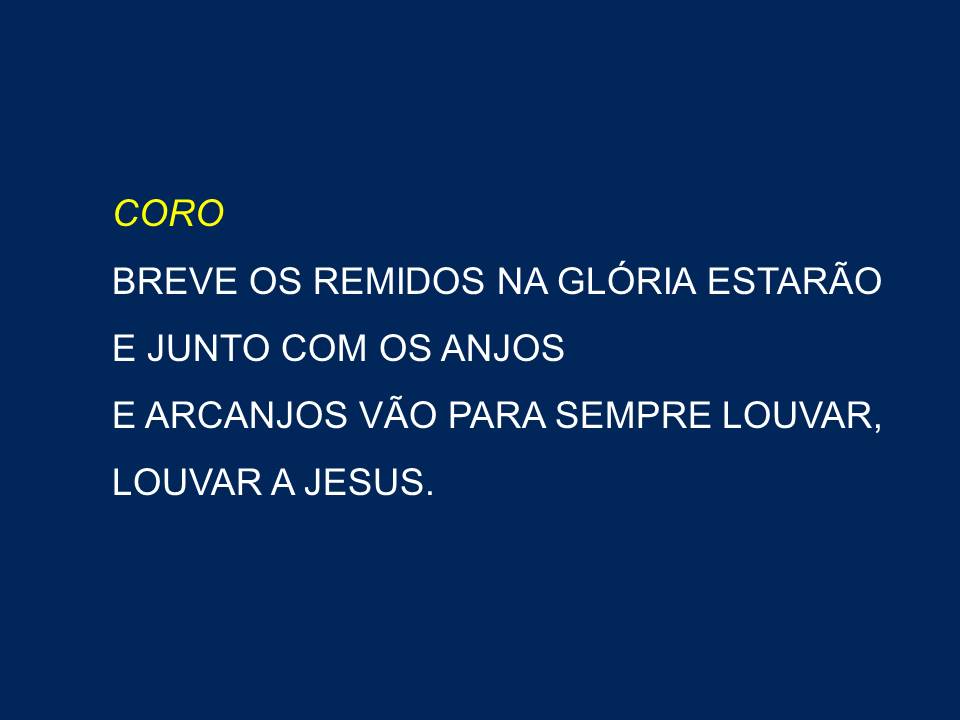 CORO
BREVE OS REMIDOS NA GLÓRIA ESTARÃO
E JUNTO COM OS ANJOS
E ARCANJOS VÃO PARA SEMPRE LOUVAR,
LOUVAR A JESUS.